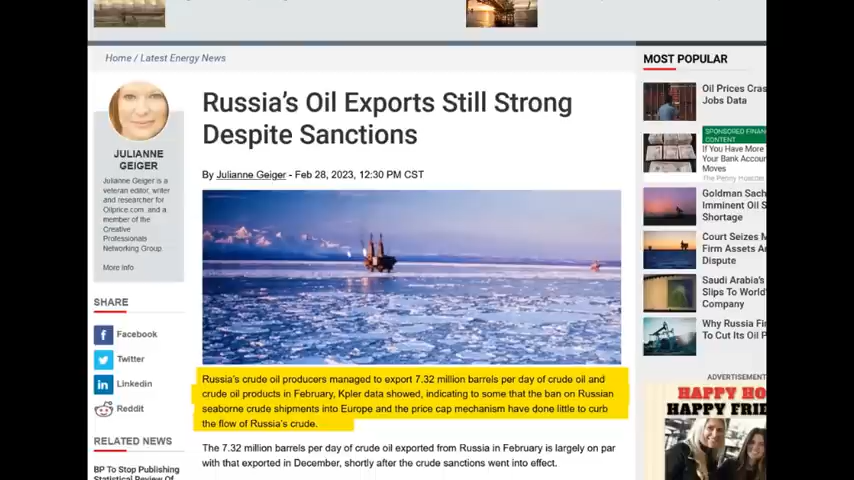 Home / Latest Energy News
MOST POPULAR
Russia's Oil Exports Still Strong
Despite Sanctions
By Julianne Geiger - Feb 28, 2023, 12:30 PM CST
JULIANNE
GEIGER
Julianne Geiger is a
veteran editor, writer
and researcher for
Oilprice.com, and a
member of the
Creative
Professionals
Networking Group.
More Info
SHARE
Facebook
Twitter
Linkedin
Reddit
RELATED NEWS
BP To Stop Publishing
Statistical Review Of
Russia's crude oil producers managed to export 7.32 million barrels per day of crude oil and
crude oil products in February, Kpler data showed, indicating to some that the ban on Russian
seaborne crude shipments into Europe and the price cap mechanism have done little to curb
the flow of Russia's crude.
The 7.32 million barrels per day of crude oil exported from Russia in February is largely on par
with that exported in December, shortly after the crude sanctions went into effect.
Oil Prices Cras
Jobs Data
SPONSORED FINAN
CONTENT
If You Have More
Your Bank Accoun
Moves
The Penny Hoarder
Goldman Sach
Imminent Oil S
Shortage
Court Seizes M
Firm Assets A
Dispute
Saudi Arabia's
Slips To World'
Company
Why Russia Fi
To Cut Its Oil P
ADVERTISEMENT
HAPPY HO
HAPPY FRIE